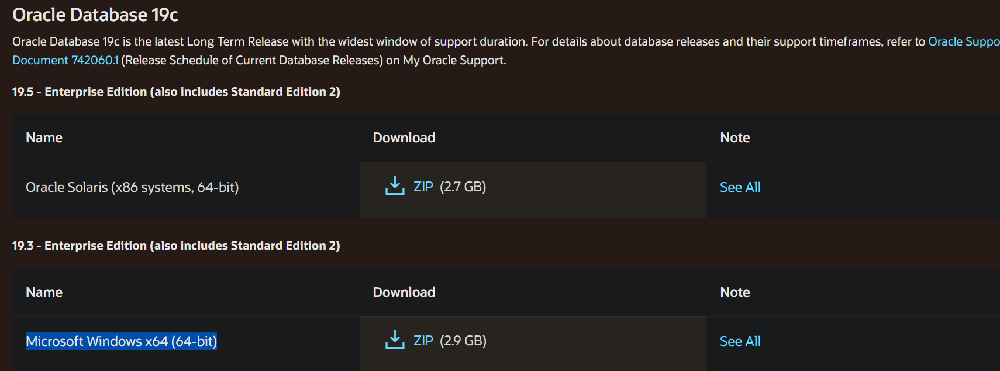 Oracle Database 19c
Oracle Database 19c is the latest Long Term Release with the widest window of support duration. For details about database releases and their support timeframes, refer to Oracle Suppo
Document 742060.1 (Release Schedule of Current Database Releases) on My Oracle Support.
19.5 - Enterprise Edition (also includes Standard Edition 2)
Name Download Note
Oracle Solaris (x86 systems, 64-bit) ZIP (2.7 GB) See All
19.3 - Enterprise Edition (also includes Standard Edition 2)
Name Download Note
Microsoft Windows x64 (64-bit) ZIP (2.9 GB) See All